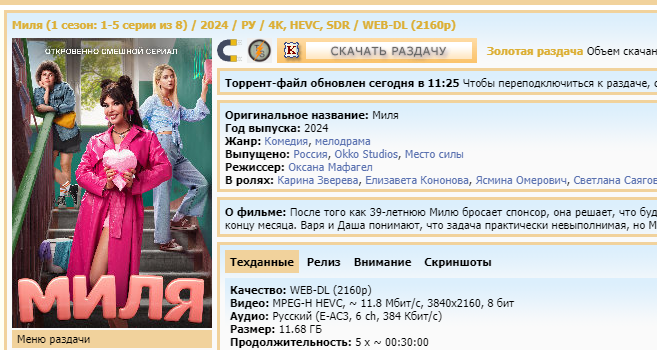 Миля (1 сезон: 1-5 серии из 8) / 2024 / РУ / 4K, HEVC, SDR / WEB-DL (2160p)
ОТКРОВЕННО СМЕШНОЙ СЕРИАЛ
МИЛЯ
Меню раздачи
СКАЧАТЬ РАЗДАЧУ
Золотая раздача Объем скачан
Торрент-файл обновлен сегодня в 11:25 Чтобы переподключиться к раздаче, с
Оригинальное название: Миля
Год выпуска: 2024
Жанр: Комедия, мелодрама
Выпущено: Россия, Okko Studios, Место силы
Режиссер: Оксана Мафагел
В ролях: Карина Зверева, Елизавета Кононова, Ясмина Омерович, Светлана Саягов
О фильме: После того как 39-летнюю Милю бросает спонсор, она решает, что буд
концу месяца. Варя и Даша понимают, что задача практически невыполнимая, но М
Техданные Релиз Внимание Скриншоты
Качество: WEB-DL (2160p)
Видео: MPEG-H HEVC, ~ 11.8 Мбит/с, 3840x2160, 8 бит
Аудио: Русский (E-AC3, 6 ch, 384 Кбит/с)
Размер: 11.68 ГБ
Продолжительность: 5 x ~ 00:30:00